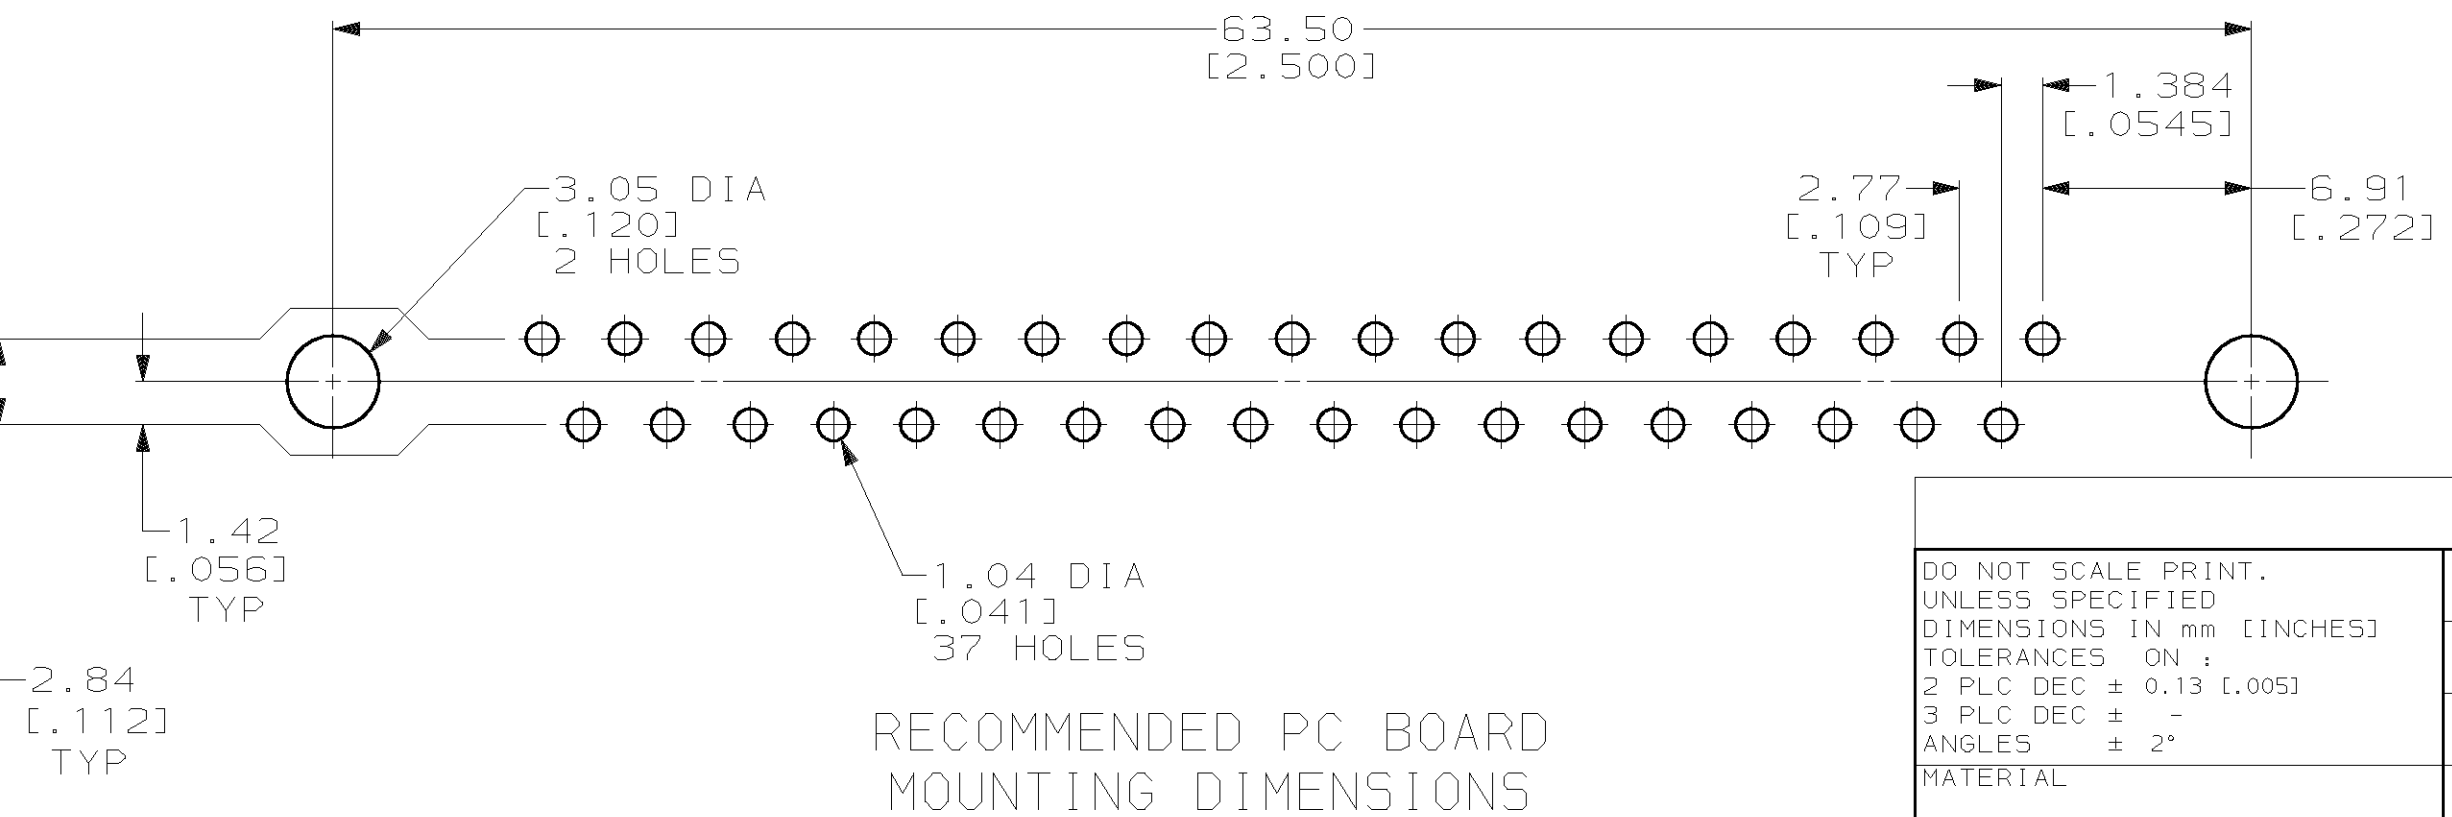 63.50
[2.500]
1.384
[.0545]
3.05 DIA
[.120]
2 HOLES
2.77
[.109]
TYP
6.91
[.272]
1.42
[.056]
TYP
1.04 DIA
[.041]
37 HOLES
2.84
[.112]
TYP
RECOMMENDED PC BOARD
MOUNTING DIMENSIONS
DO NOT SCALE PRINT.
UNLESS SPECIFIED
DIMENSIONS IN mm [INCHES]
TOLERANCES ON :
2 PLC DEC ± 0.13 [.005]
3 PLC DEC ± -
ANGLES ± 2°
MATERIAL